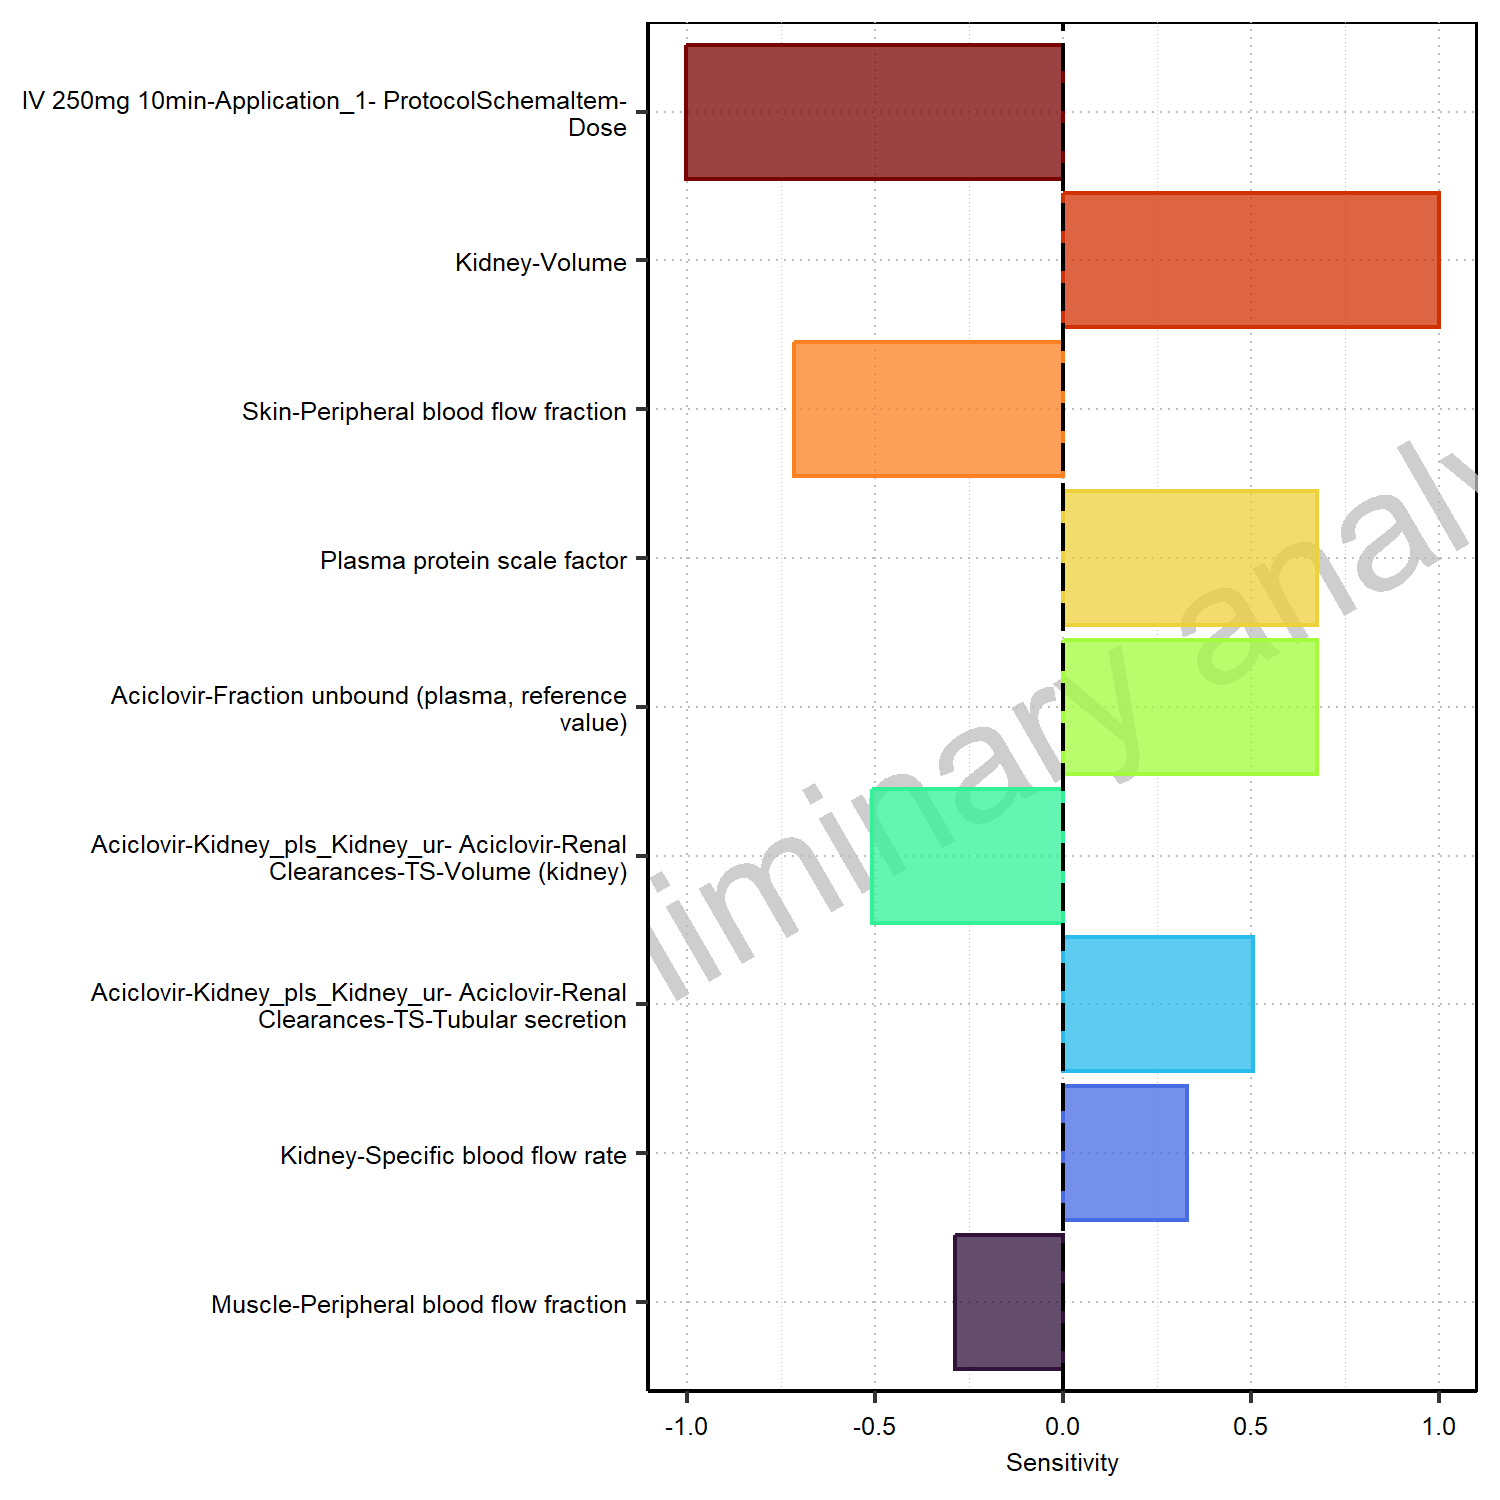 IV 250mg 10min-Application_1- ProtocolSchemaItem-
Dose
Kidney-Volume
Skin-Peripheral blood flow fraction
Plasma protein scale factor
Aciclovir-Fraction unbound (plasma, reference
value)
Aciclovir-Kidney_pls_Kidney_ur- Aciclovir-Renal
Clearances-TS-Volume (kidney)
Aciclovir-Kidney_pls_Kidney_ur- Aciclovir-Renal
Clearances-TS-Tubular secretion
Kidney-Specific blood flow rate
Muscle-Peripheral blood flow fraction
liminary analy
-1.0 -0.5 0.0 0.5 1.0
Sensitivity